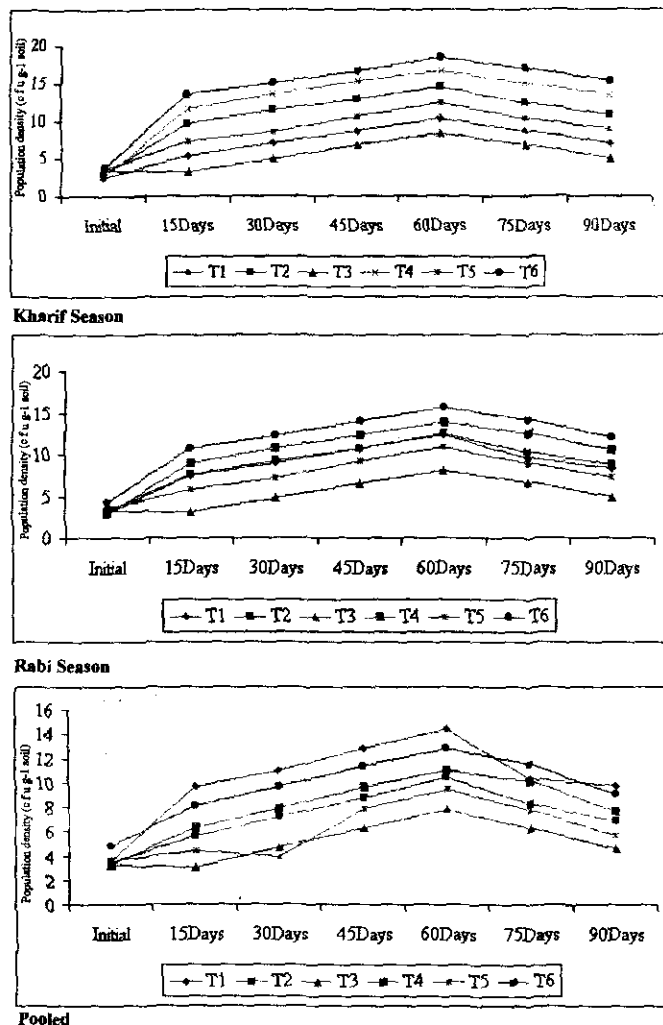 Population density (c f u g-1 soil)
20
15
10
5
0
Initial 15Days 30Days 45Days 60Days 75Days 90Days
T1 T2 T3 T4 T5 T6
Kharif Season
Population density (c f u g-1 soil)
20
15
10
5
0
Initial 15Days 30Days 45Days 60Days 75Days 90Days
T1 T2 T3 T4 T5 T6
Rabi Season
Population density (c f u g-1 soil)
16
14
12
10
8
6
4
2
0
Initial 15Days 30Days 45Days 60Days 75Days 90Days
T1 T2 T3 T4 T5 T6
Pooled